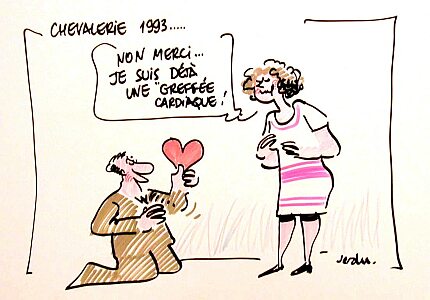 CHEVALERIE 1993.....
NON MERCI...
JE SUIS DÉJÀ
UNE "GREFFÉE
CARDIAQUE!